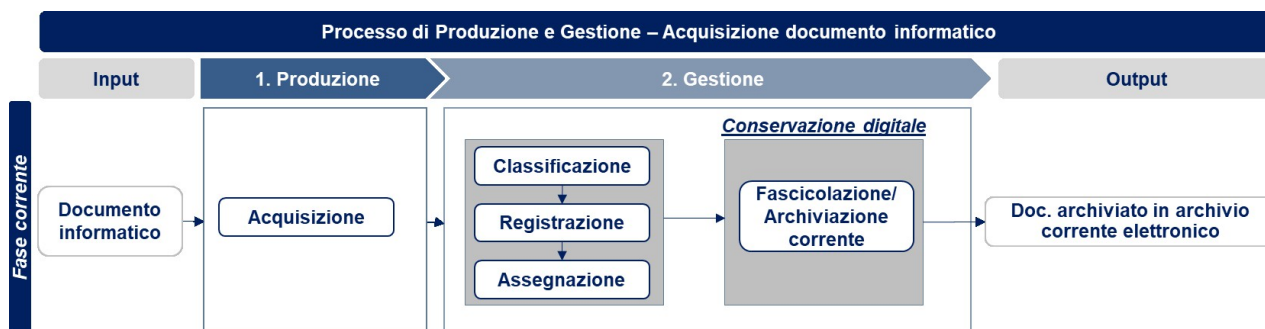 Processo di Produzione e Gestione – Acquisizione documento informatico
Input
1. Produzione
2. Gestione
Output
Fase corrente
Documento
informatico
Acquisizione
Classificazione
Registrazione
Assegnazione
Conservazione digitale
Fascicolazione/
Archiviazione
corrente
Doc. archiviato in archivio
corrente elettronico